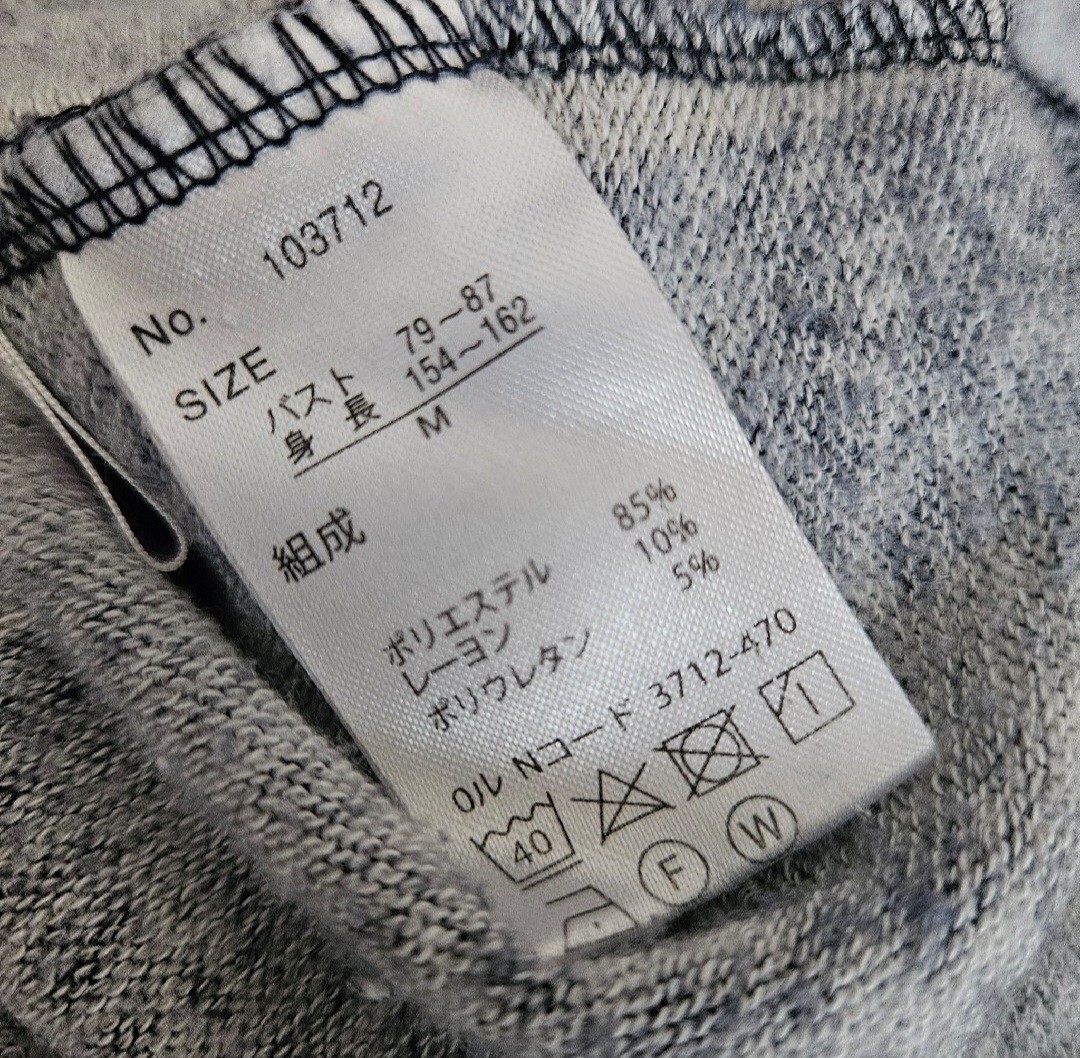 No. 103712
SIZE
バスト 79~87
身長 154~162
M
組成
ポリエステル 85%
レーヨン 10%
ポリウレタン 5%
0ル Nコード 3712-470
40
F W